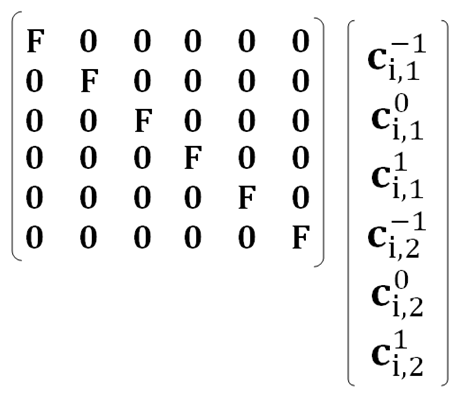 F 0 0 0 0 0
0 F 0 0 0 0
0 0 F 0 0 0
0 0 0 F 0 0
0 0 0 0 F 0
0 0 0 0 0 F
c_{i,1}^{-1}
c_{i,1}^{0}
c_{i,1}^{1}
c_{i,2}^{-1}
c_{i,2}^{0}
c_{i,2}^{1}